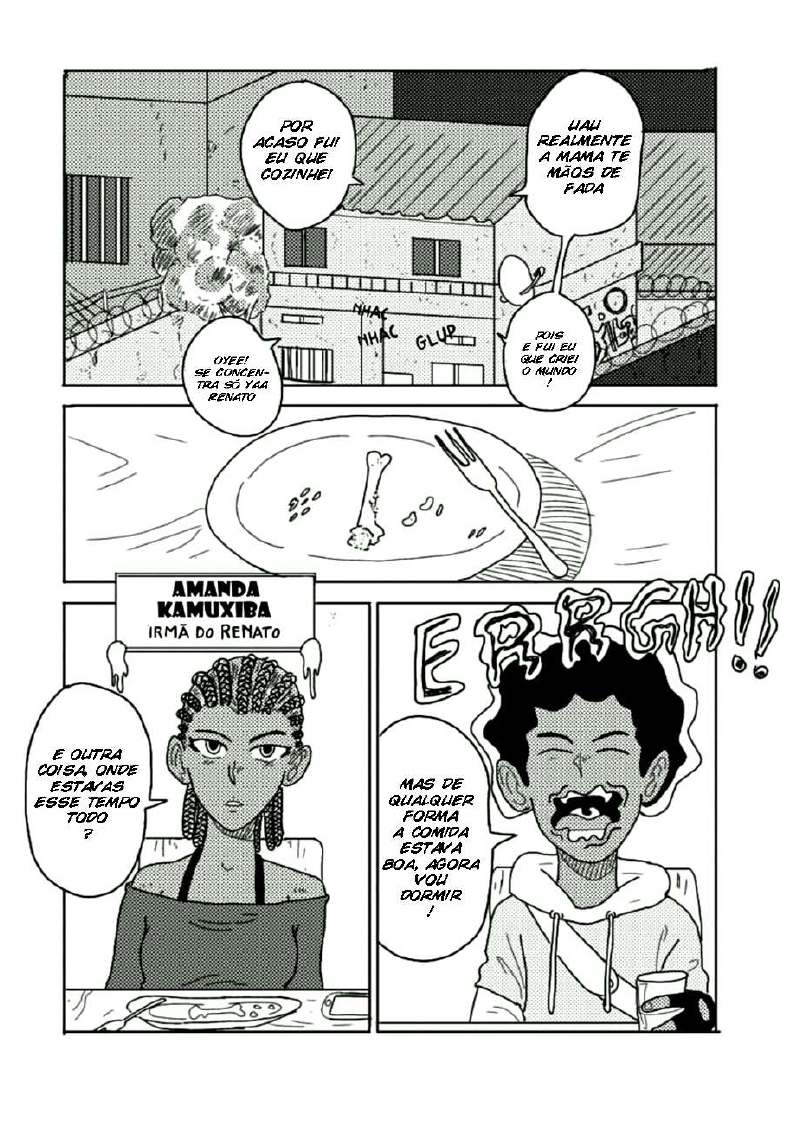 UAU
REALMENTE
A MAMA TE
MÃOS DE
FADA
POR
ACASO FUI
EU QUE
COZINHEI
NHAC
NHAC
GLUP
POIS
E FUI EU
QUE CRIEI
O MUNDO
!
OYEE!
SE CONCEN-
TRA SÓ YAA
RENATO
ERRGH!!
MAS DE
QUALQUER
FORMA
A COMIDA
ESTAVA
BOA, AGORA
VOU
DORMIR
!
AMANDA
KAMUXIBA
IRMÃ DO RENATO
E OUTRA
COISA, ONDE
ESTAVAS
ESSE TEMPO
TODO
?